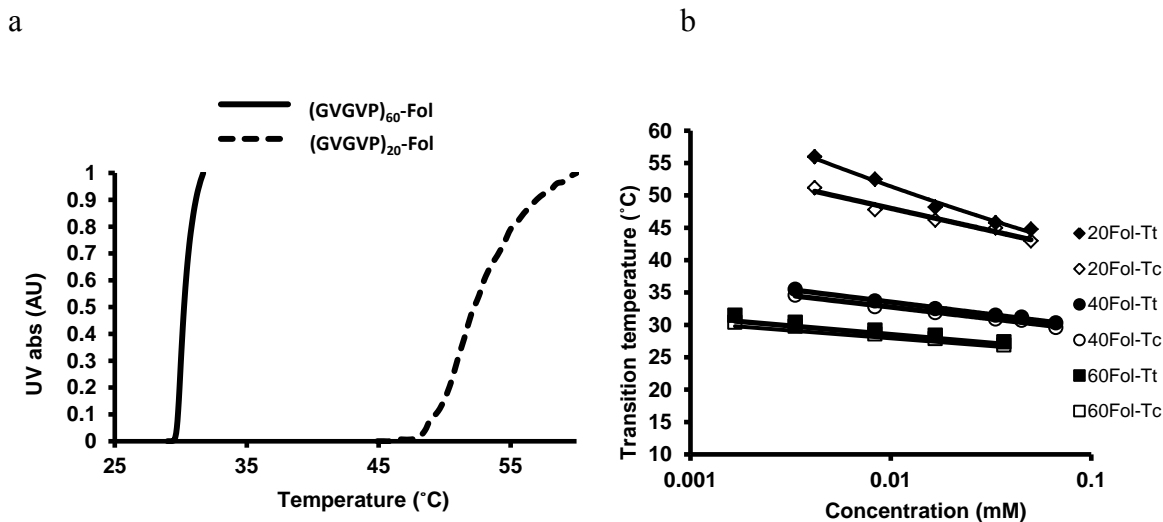 a
b
(GVGVP)60-Fol
(GVGVP)20-Fol
UV abs (AU)
1
0.9
0.8
0.7
0.6
0.5
0.4
0.3
0.2
0.1
0
25
35
45
55
Temperature (˚C)
Transition temperature (˚C)
60
55
50
45
40
35
30
25
20
15
10
0.001
0.01
0.1
Concentration (mM)
20Fol-Tt
20Fol-Tc
40Fol-Tt
40Fol-Tc
60Fol-Tt
60Fol-Tc